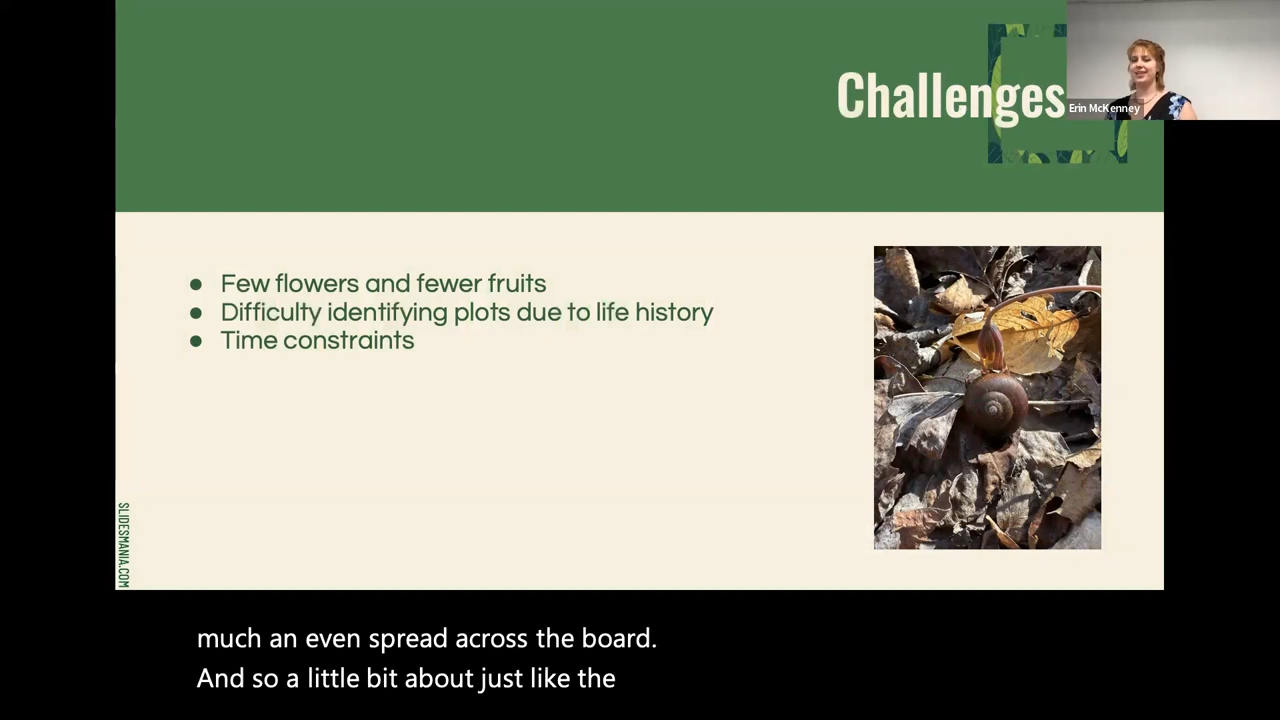 Challenges
Erin McKenney
● Few flowers and fewer fruits
● Difficulty identifying plots due to life history
● Time constraints
SLIDESMANIA.COM
much an even spread across the board.
And so a little bit about just like the